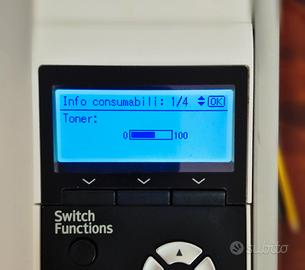 Info consumabili: 1/4 OK
Toner:
0 100
Switch
Functions
subito